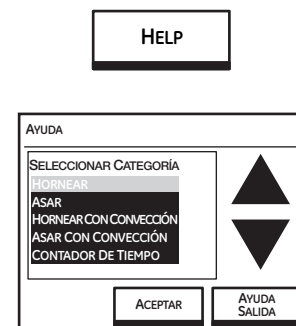 HELP
AYUDA
SELECCIONAR CATEGORÍA
HORNEAR
ASAR
HORNEAR CON CONVECCIÓN
ASAR CON CONVECCIÓN
CONTADOR DE TIEMPO
ACEPTAR
AYUDA
SALIDA